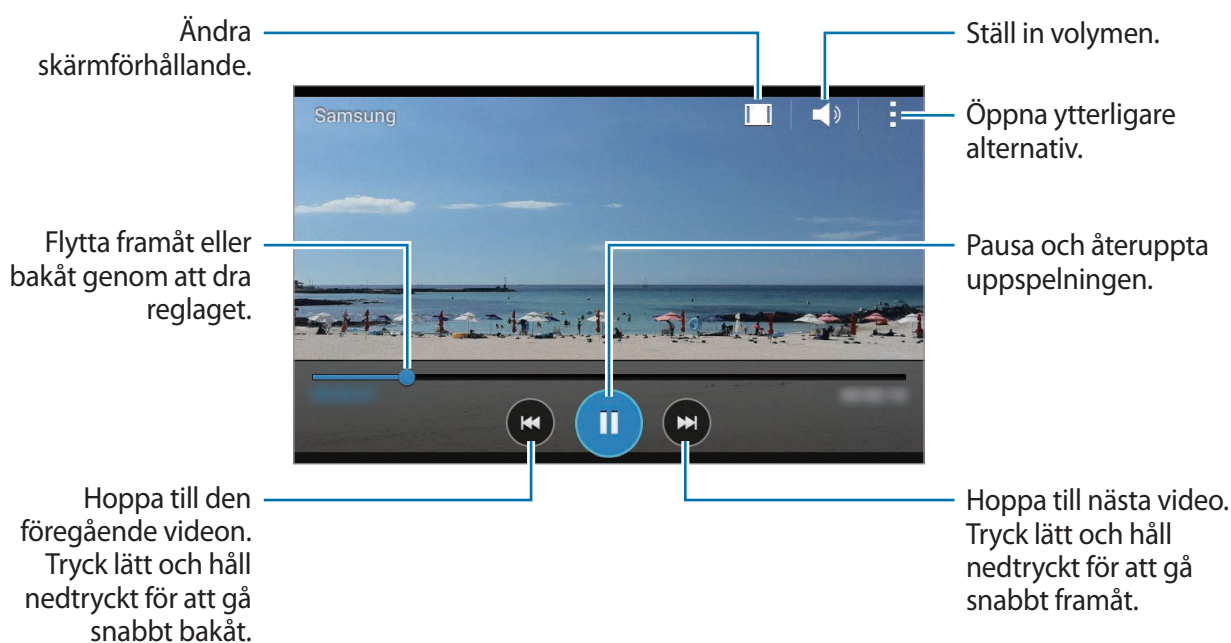 Ändra
skärmförhållande.
Ställ in volymen.
Samsung
Öppna ytterligare
alternativ.
Flytta framåt eller
bakåt genom att dra
reglaget.
Pausa och återuppta
uppspelningen.
Hoppa till den
föregående videon.
Tryck lätt och håll
nedtryckt för att gå
snabbt bakåt.
Hoppa till nästa video.
Tryck lätt och håll
nedtryckt för att gå
snabbt framåt.